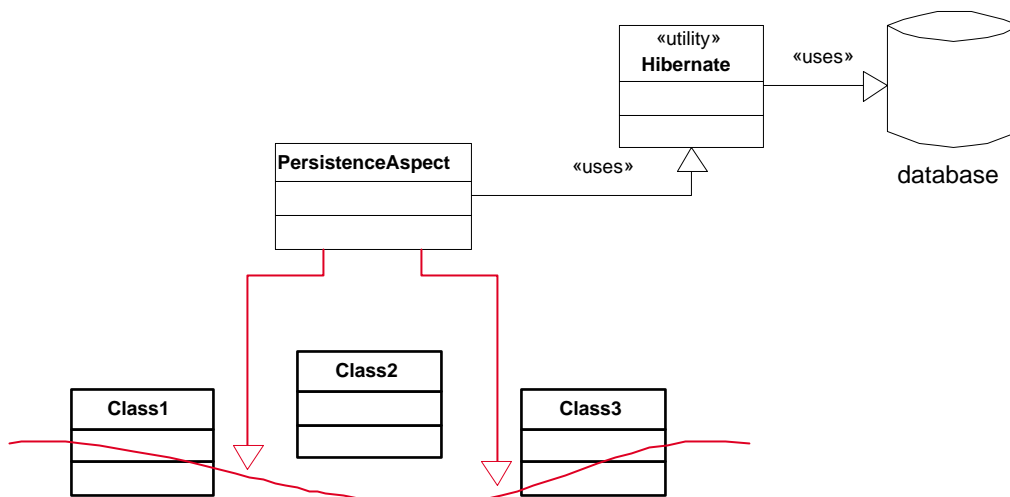 «utility»
Hibernate
«uses»
database
PersistenceAspect
«uses»
Class2
Class1
Class3